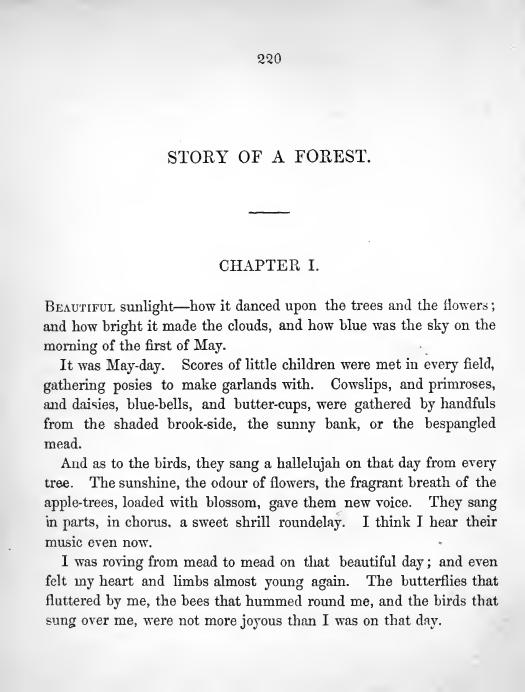 220
STORY OF A FOREST.
CHAPTER I.
BEAUTIFUL sunlight—how it danced upon the trees and the flowers;
and how bright it made the clouds, and how blue was the sky on the
morning of the first of May.
It was May-day. Scores of little children were met in every field,
gathering posies to make garlands with. Cowslips, and primroses,
and daisies, blue-bells, and butter-cups, were gathered by handfuls
from the shaded brook-side, the sunny bank, or the bespangled
mead.
And as to the birds, they sang a hallelujah on that day from every
tree. The sunshine, the odour of flowers, the fragrant breath of the
apple-trees, loaded with blossom, gave them new voice. They sang
in parts, in chorus, a sweet shrill roundelay. I think I hear their
music even now.
I was roving from mead to mead on that beautiful day; and even
felt my heart and limbs almost young again. The butterflies that
fluttered by me, the bees that hummed round me, and the birds that
sung over me, were not more joyous than I was on that day.